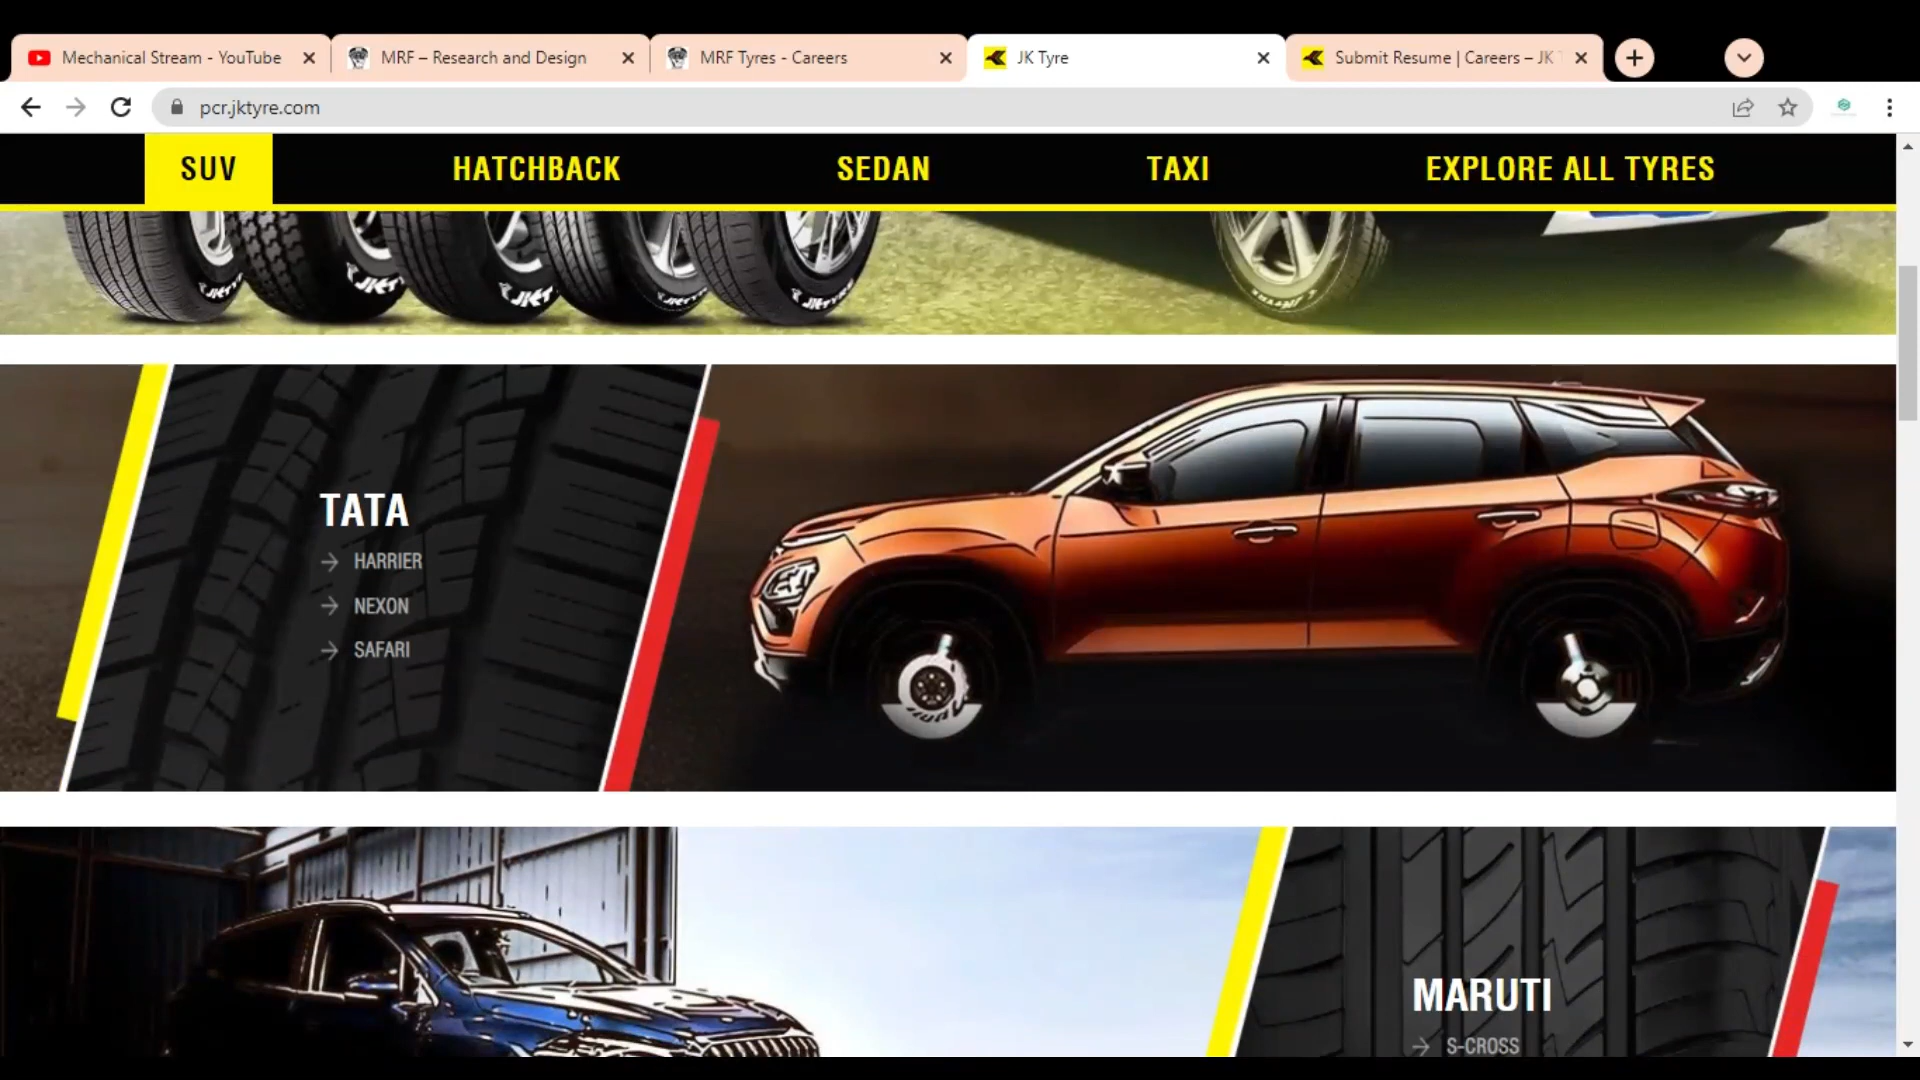 Mechanical Stream - YouTube
MRF – Research and Design
MRF Tyres - Careers
JK Tyre
Submit Resume | Careers – JK
pcr.jktyre.com
SUV
HATCHBACK
SEDAN
TAXI
EXPLORE ALL TYRES
TATA
HARRIER
NEXON
SAFARI
MARUTI
S-CROSS